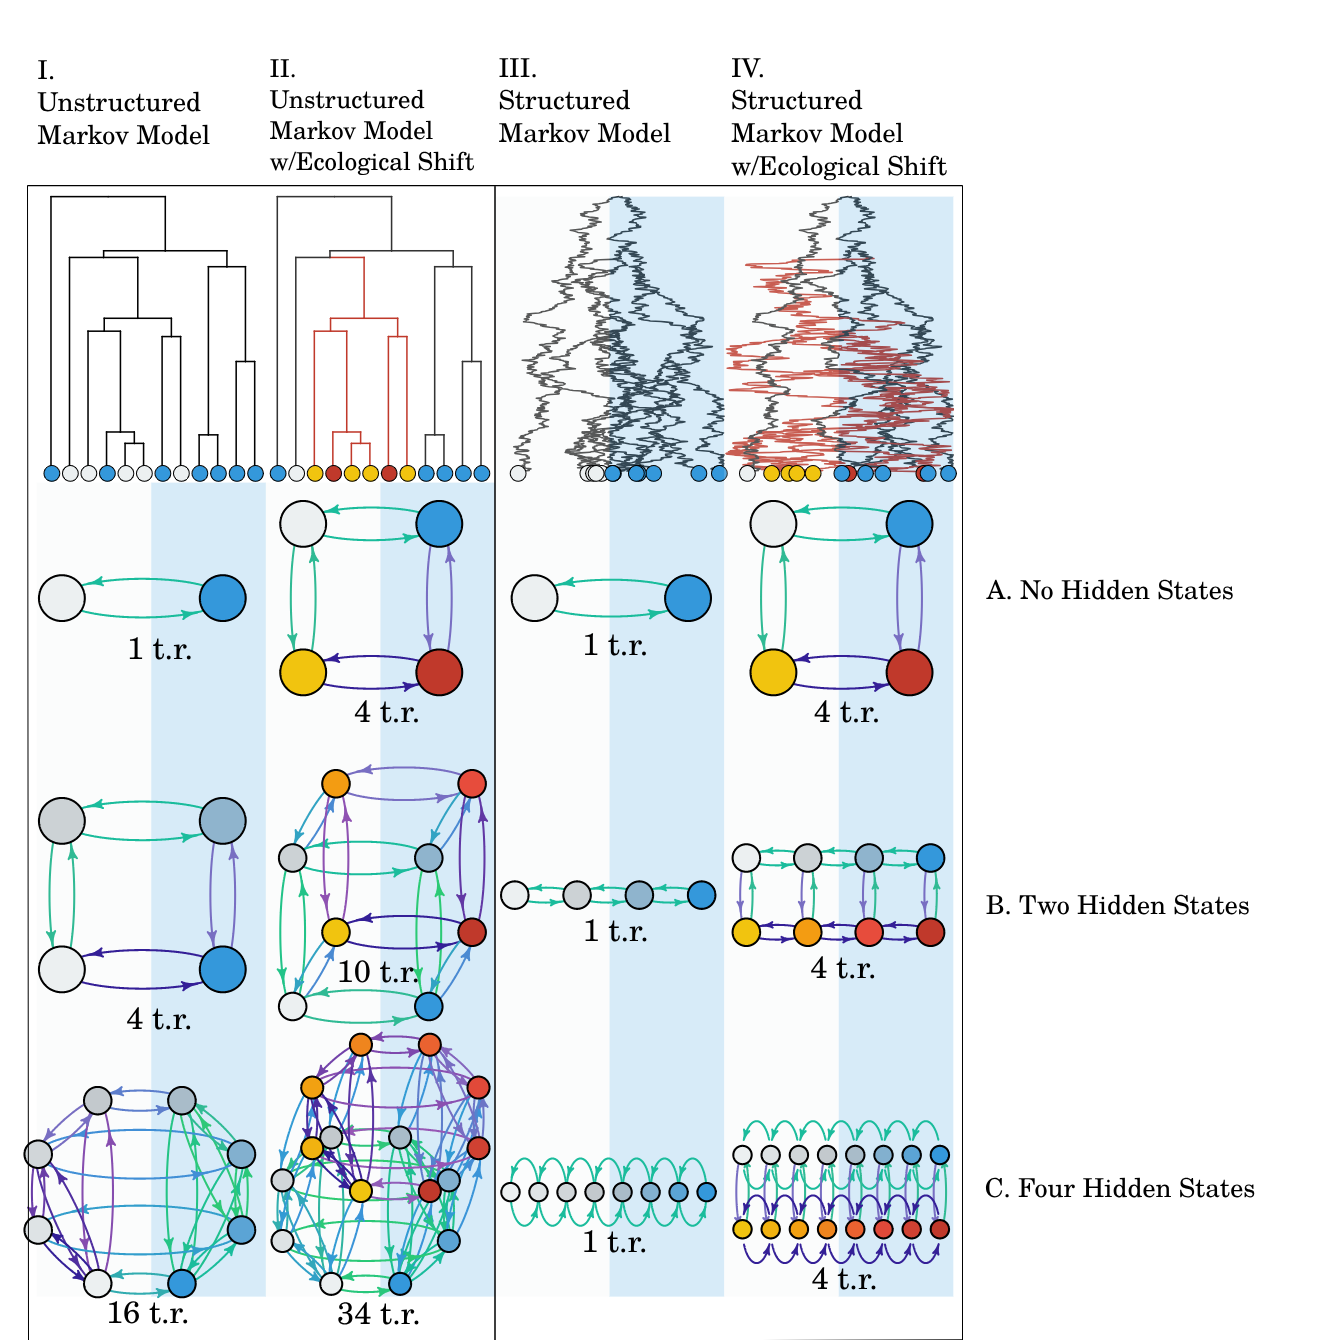 I.
Unstructured
Markov Model
II.
Unstructured
Markov Model
w/Ecological Shift
III.
Structured
Markov Model
IV.
Structured
Markov Model
w/Ecological Shift
1 t.r.
4 t.r.
1 t.r.
4 t.r.
A. No Hidden States
4 t.r.
10 t.r.
1 t.r.
4 t.r.
B. Two Hidden States
16 t.r.
34 t.r.
1 t.r.
4 t.r.
C. Four Hidden States